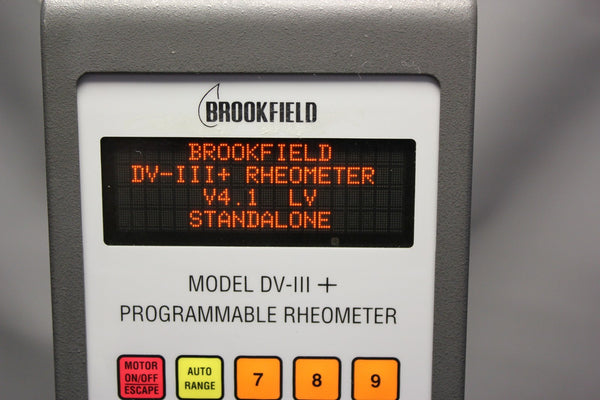 BROOKFIELD
BROOKFIELD
DV-III+ RHEOMETER
V4.1 LV
STANDALONE
MODEL DV-III +
PROGRAMMABLE RHEOMETER
MOTOR
ON/OFF
ESCAPE
AUTO
RANGE
7
8
9